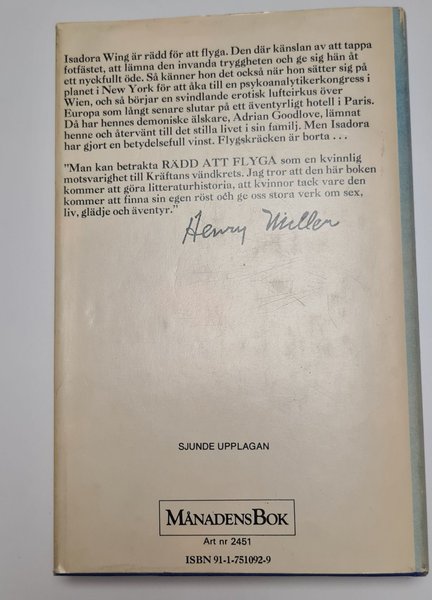 Isadora Wing är rädd för att flyga. Den där känslan av att tappa
fotfästet, att lämna den invanda tryggheten och ge sig hän åt
ett nyckfullt öde. Så känner hon det också när hon sätter sig på
planet i New York för att åka till en psykoanalytikerkongress i
Wien, och så börjar en svindlande erotisk luftcirkus över
Europa som långt senare slutar på ett äventyrligt hotell i Paris.
Då har hennes demoniske älskare, Adrian Goodlove, lämnat
henne och återvänt till det stilla livet i sin familj. Men Isadora
har gjort en betydelsefull vinst. Flygskräcken är borta . . .
"Man kan betrakta RÄDD ATT FLYGA som en kvinnlig
motsvarighet till Kräftans vändkrets. Jag tror att den här boken
kommer att göra litteraturhistoria, att kvinnor tack vare den
kommer att finna sin egen röst och ge oss stora verk om sex,
liv, glädje och äventyr."
Henry Miller
SJUNDE UPPLAGAN
MÅNADENSBOK
Art nr 2451
ISBN 91-1-751092-9